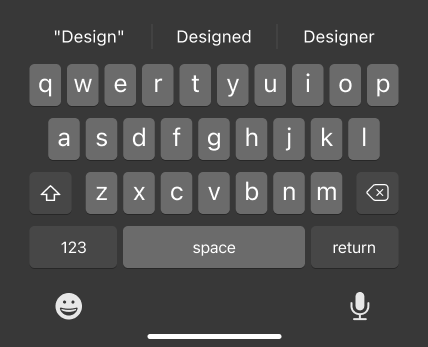 "Design" Designed Designer
q w e r t y u i o p
a s d f g h j k l
z x c v b n m
123 space return